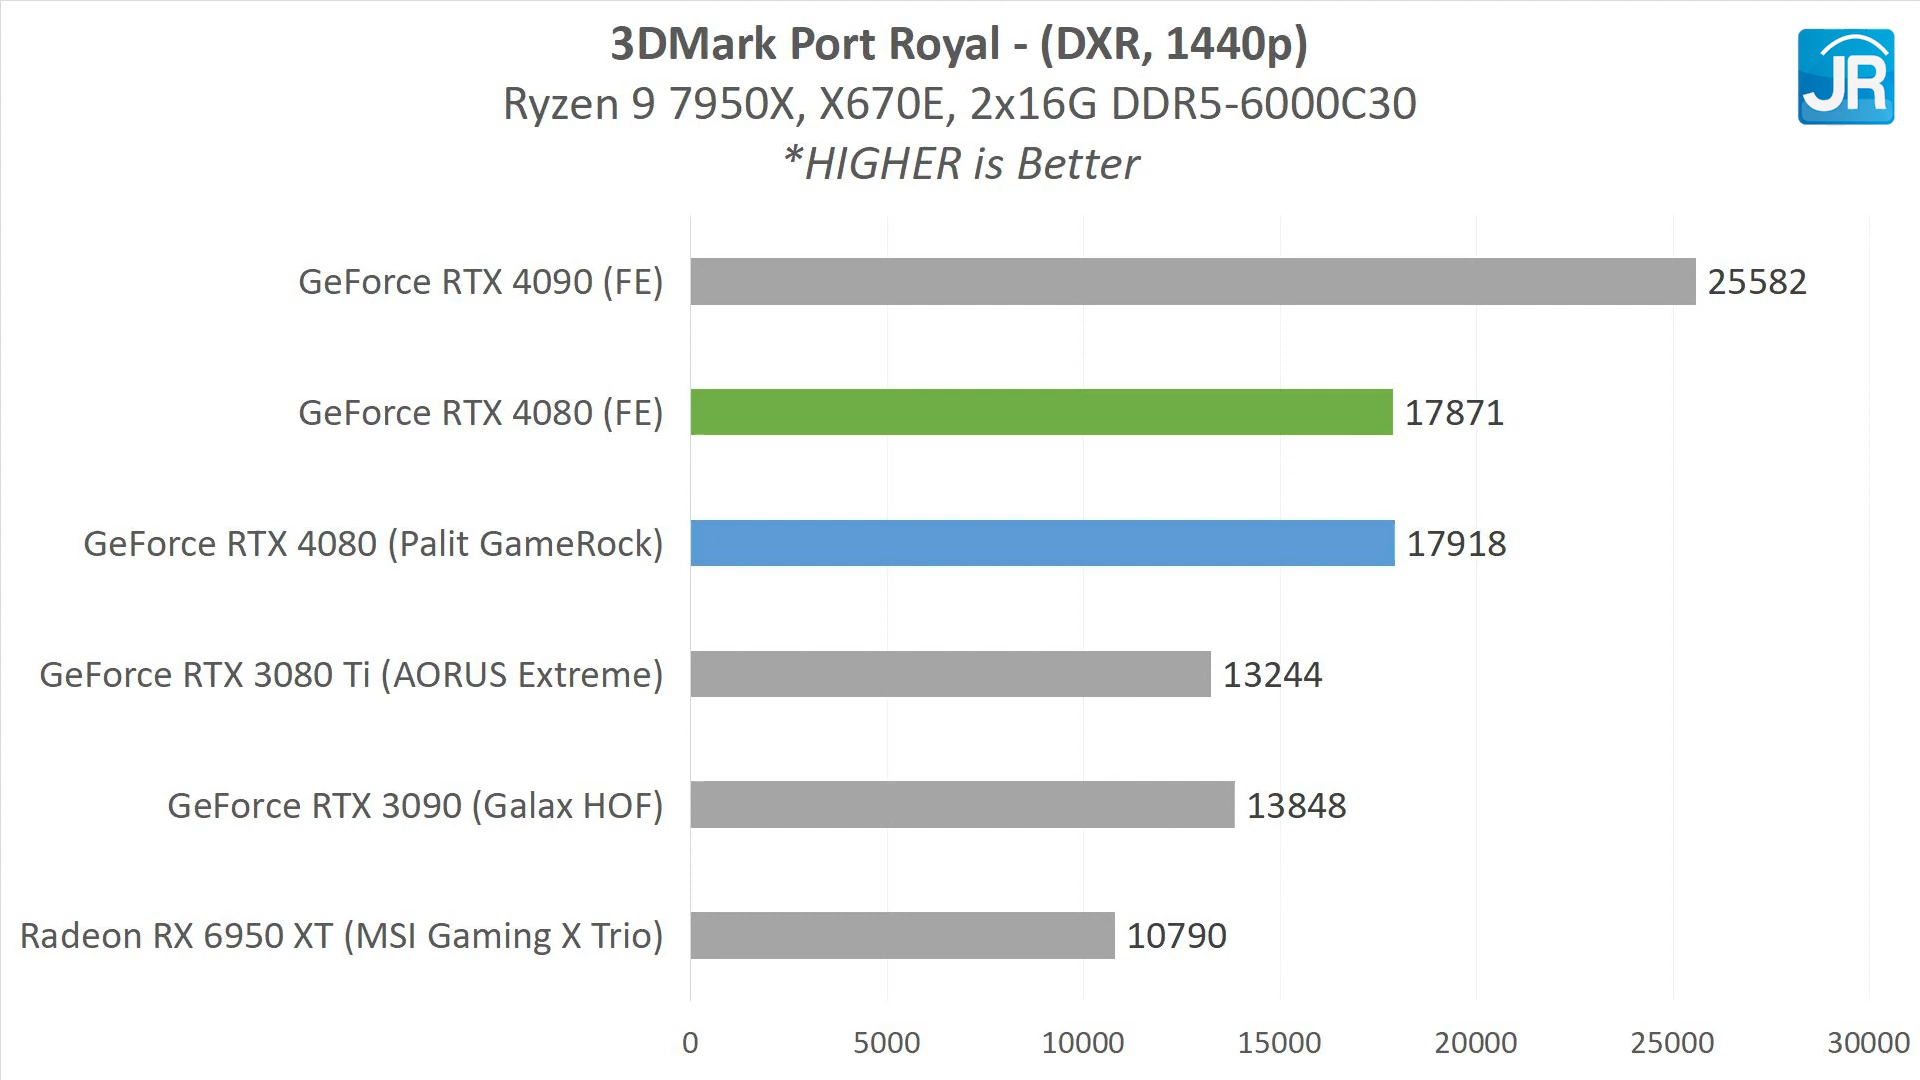 3DMark Port Royal - (DXR, 1440p)
Ryzen 9 7950X, X670E, 2x16G DDR5-6000C30
*HIGHER is Better
JR
GeForce RTX 4090 (FE) 25582
GeForce RTX 4080 (FE) 17871
GeForce RTX 4080 (Palit GameRock) 17918
GeForce RTX 3080 Ti (AORUS Extreme) 13244
GeForce RTX 3090 (Galax HOF) 13848
Radeon RX 6950 XT (MSI Gaming X Trio) 10790
0 5000 10000 15000 20000 25000 30000